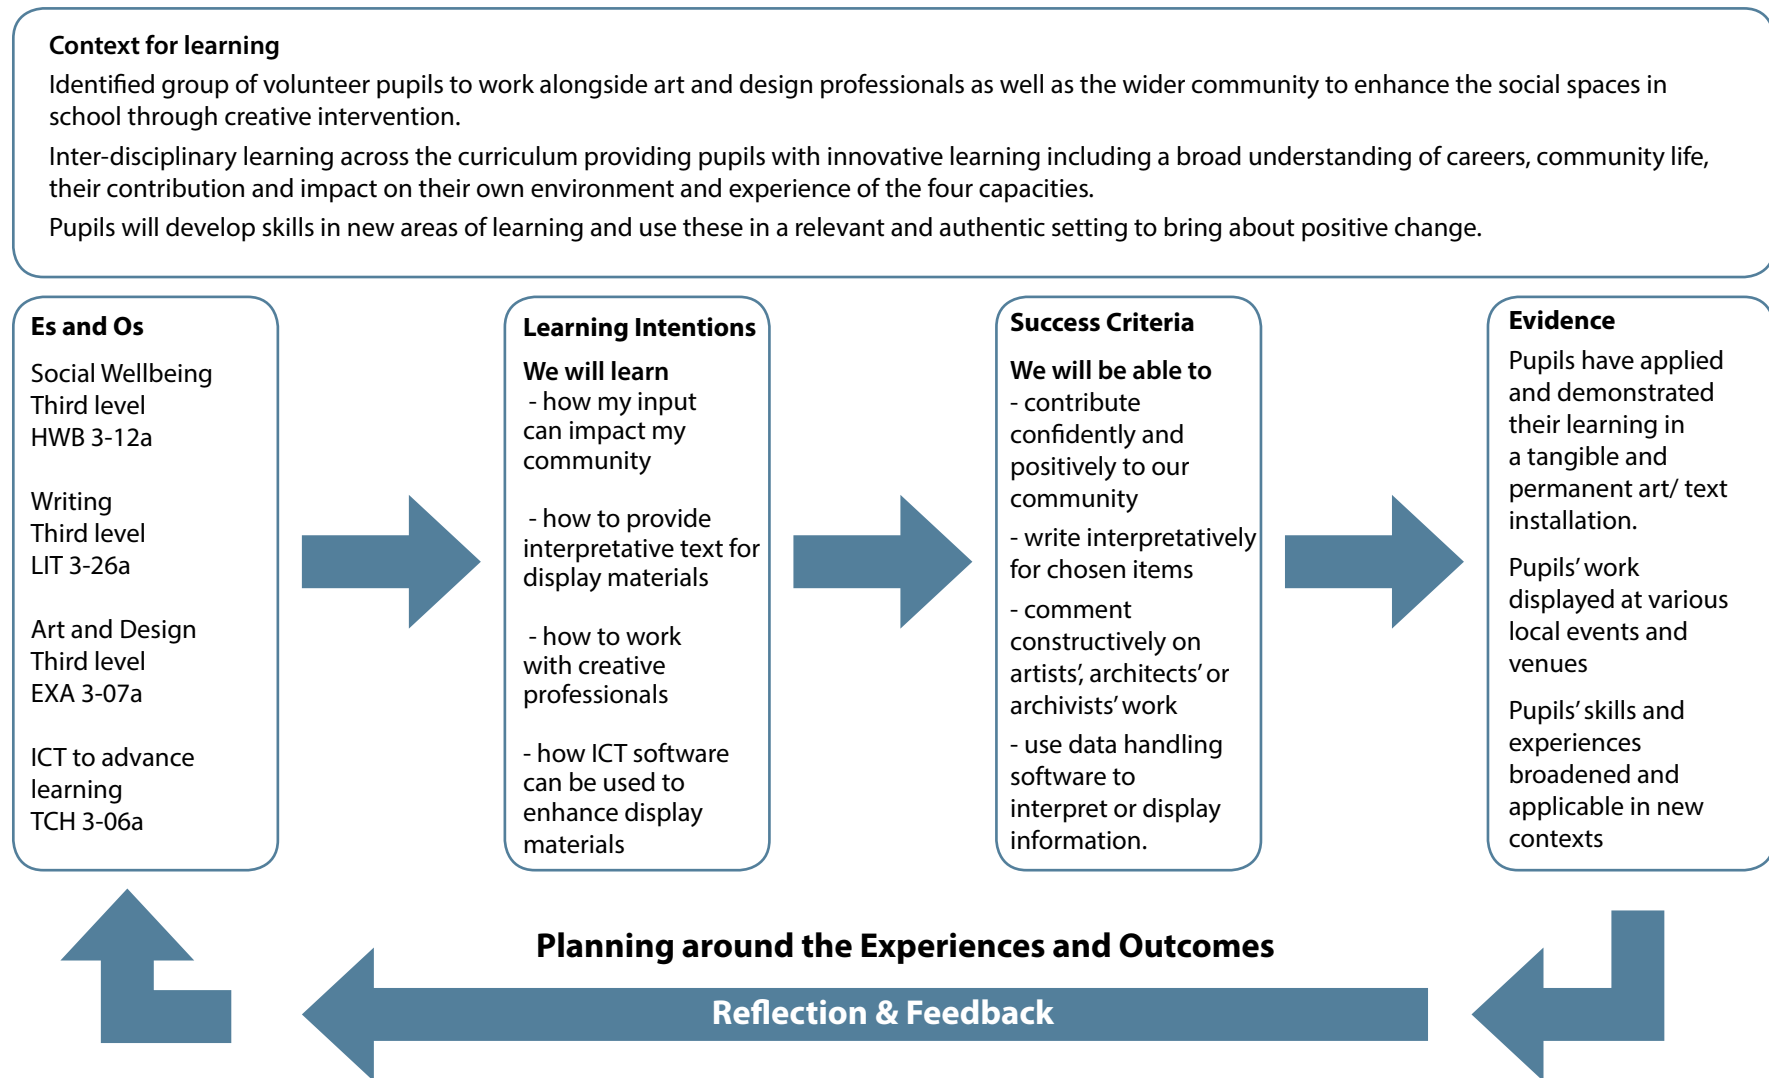 Context for learning
Identified group of volunteer pupils to work alongside art and design professionals as well as the wider community to enhance the social spaces in
school through creative intervention.
Inter-disciplinary learning across the curriculum providing pupils with innovative learning including a broad understanding of careers, community life,
their contribution and impact on their own environment and experience of the four capacities.
Pupils will develop skills in new areas of learning and use these in a relevant and authentic setting to bring about positive change.
Es and Os
Social Wellbeing
Third level
HWB 3-12a
Writing
Third level
LIT 3-26a
Art and Design
Third level
EXA 3-07a
ICT to advance
learning
TCH 3-06a
Learning Intentions
We will learn
- how my input
can impact my
community
- how to provide
interpretative text for
display materials
- how to work
with creative
professionals
- how ICT software
can be used to
enhance display
materials
Success Criteria
We will be able to
- contribute
confidently and
positively to our
community
- write interpretatively
for chosen items
- comment
constructively on
artists’, architects’ or
archivists’ work
- use data handling
software to
interpret or display
information.
Evidence
Pupils have applied
and demonstrated
their learning in
a tangible and
permanent art/ text
installation.
Pupils’ work
displayed at various
local events and
venues
Pupils’ skills and
experiences
broadened and
applicable in new
contexts
Planning around the Experiences and Outcomes
Reflection & Feedback